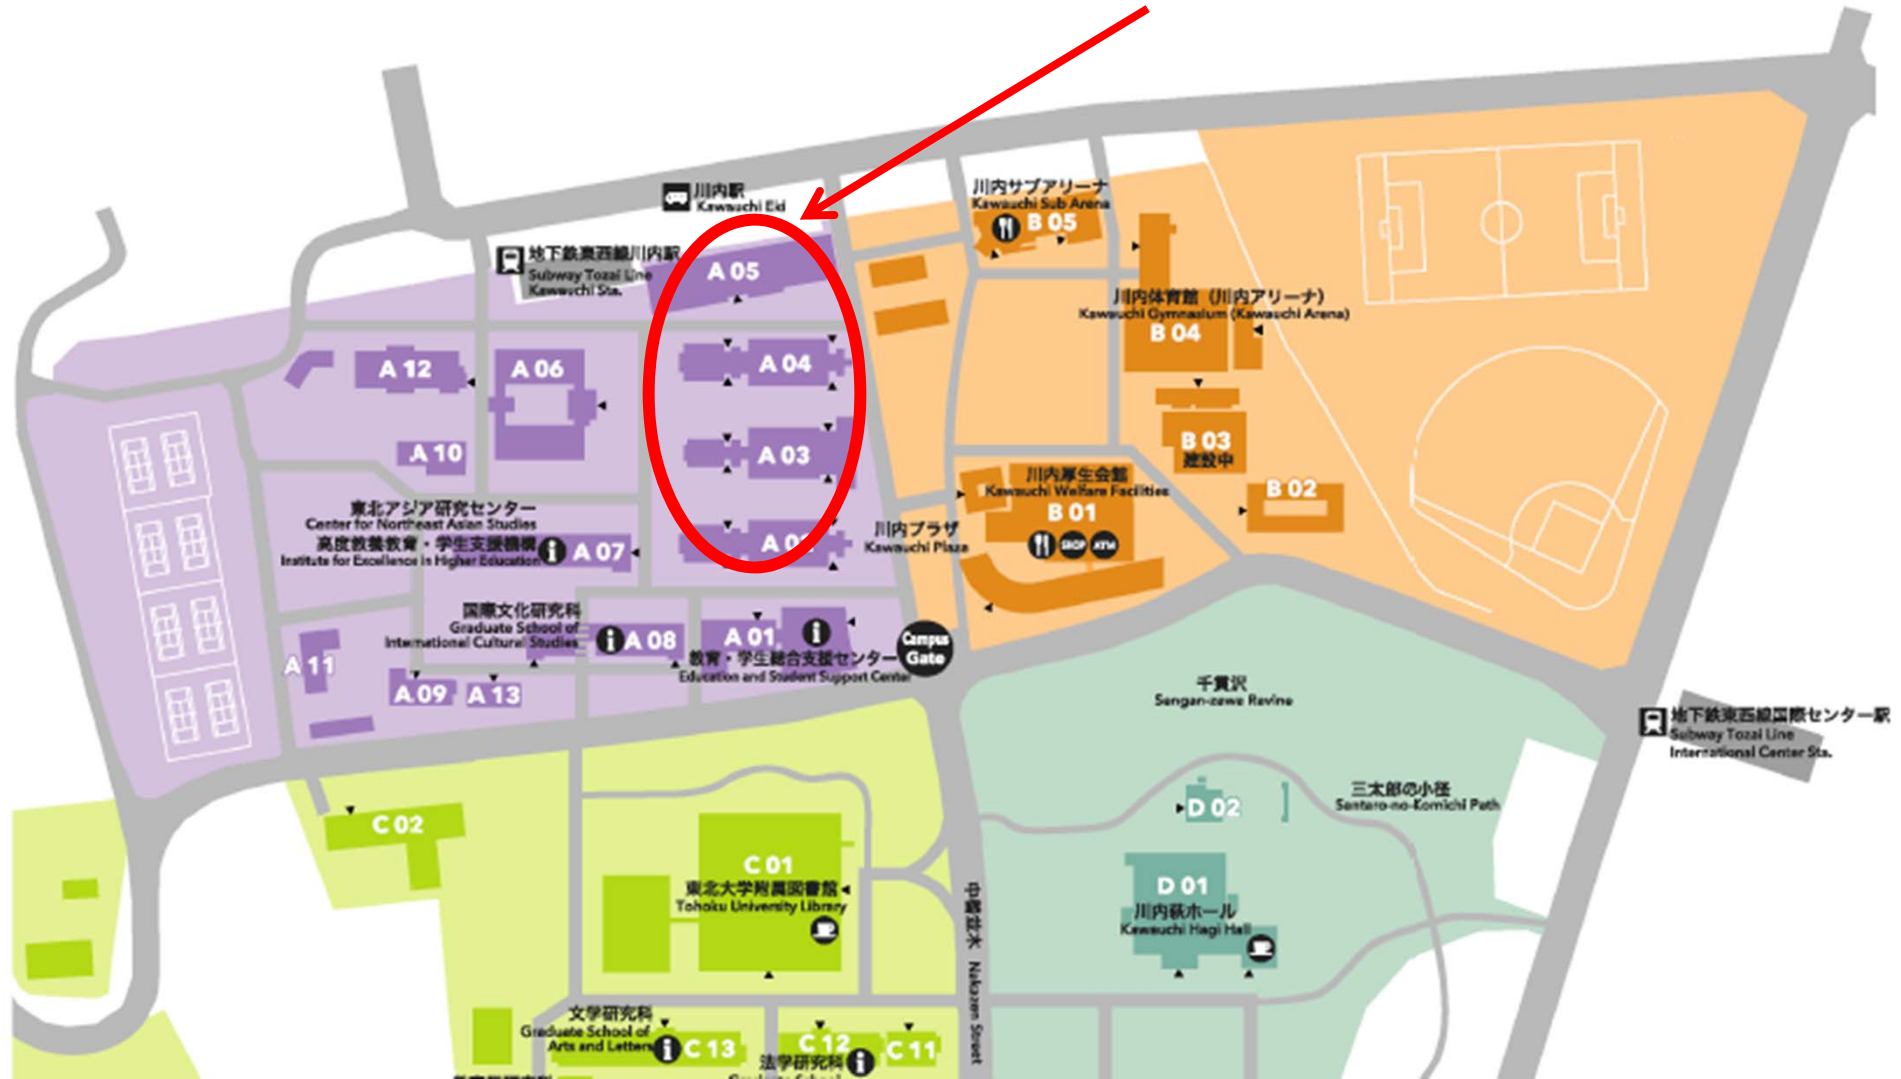 川内駅
Kawauchi Eki
地下鉄東西線川内駅
Subway Tozai Line
Kawauchi Sta.
A 05
A 04
A 03
A 12
A 06
A 10
東北アジア研究センター
Center for Northeast Asian Studies
高度教養教育・学生支援機構
Institute for Excellence in Higher Education
A 07
国際文化研究科
Graduate School of
International Cultural Studies
A 08
A 01
教育・学生総合支援センター
Education and Student Support Center
A 11
A 09
A 13
Campus
Gate
川内サブアリーナ
Kawauchi Sub Arena
B 05
川内体育館（川内アリーナ）
Kawauchi Gymnasium (Kawauchi Arena)
B 04
B 03
建設中
B 02
川内厚生会館
Kawauchi Welfare Facilities
B 01
SHOP
ATM
川内プラザ
Kawauchi Plaza
千貫沢
Sengan-zawa Ravine
地下鉄東西線国際センター駅
Subway Tozai Line
International Center Sta.
三太郎の小径
Santaro-no-Komichi Path
D 02
D 01
川内萩ホール
Kawauchi Hagi Hall
C 02
C 01
東北大学附属図書館
Tohoku University Library
中善並木 Nakazen Street
文学研究科
Graduate School of
Arts and Letters
C 13
C 12
法学研究科
C 11